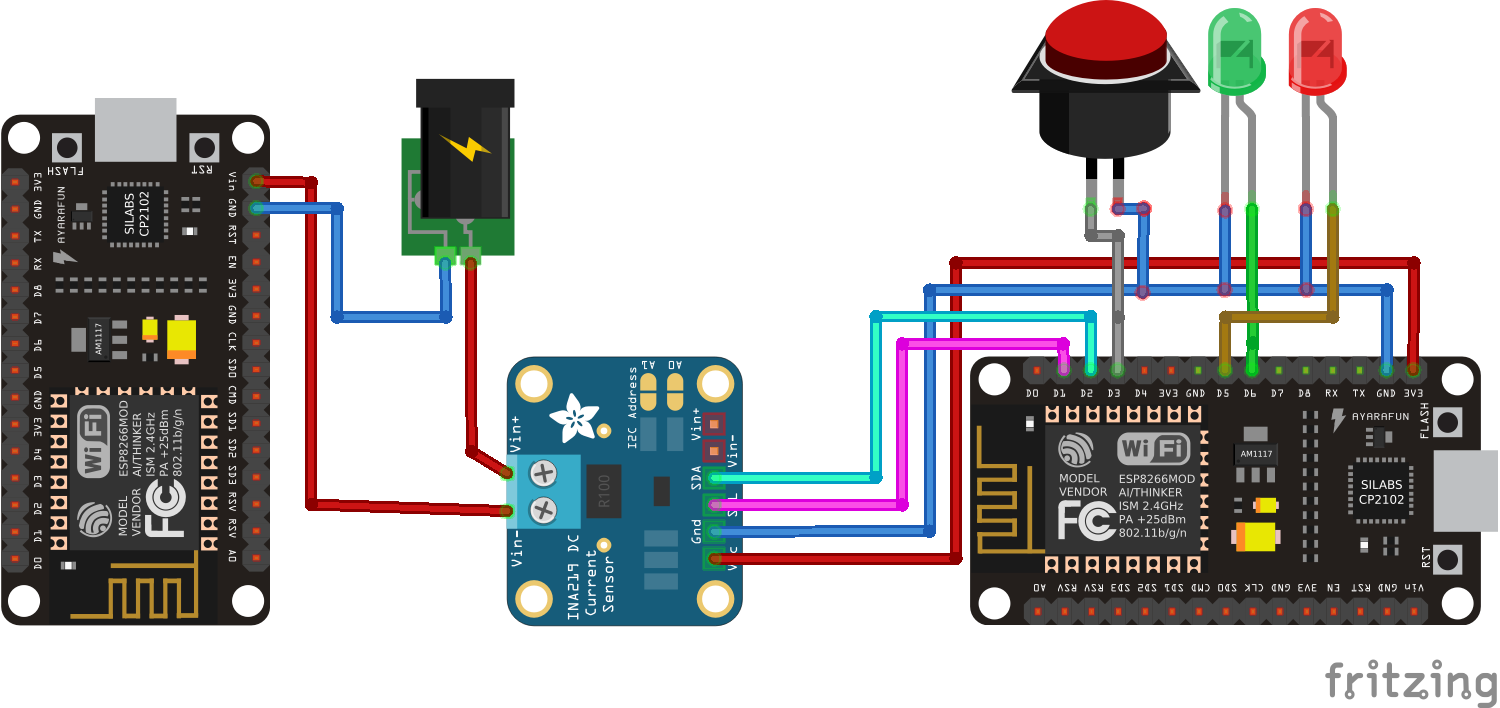 FLASH
RST
3V3
GND
TX
RX
D8
D7
D6
D5
GND
3V3
D4
D3
D2
D1
D0
Vin
GND
RST
EN
3V3
GND
CLK
SD0
CMD
SD1
SD2
SD3
RSV
RSV
A0
AYARAFUN
SILABS
CP2102
AM1117
WiFi
MODEL
VENDOR
ESP8266MOD
AI/THINKER
ISM 2.4GHz
PA +25dBm
802.11b/g/n
FC
A1
A0
I2C Address
Vin+
Vin-
Vin+
Vin-
SDA
Gnd
R100
INA219 DC
Current
Sensor
D0
D1
D2
D3
D4
3V3
GND
D5
D6
D7
D8
RX
TX
GND
3V3
WiFi
MODEL
VENDOR
ESP8266MOD
AI/THINKER
ISM 2.4GHz
PA +25dBm
802.11b/g/n
FC
AM1117
AYARAFUN
SILABS
CP2102
FLASH
RST
A0
RSV
RSV
SD3
SD2
SD1
CMD
SD0
CLK
GND
3V3
EN
RST
GND
Vin
fritzing